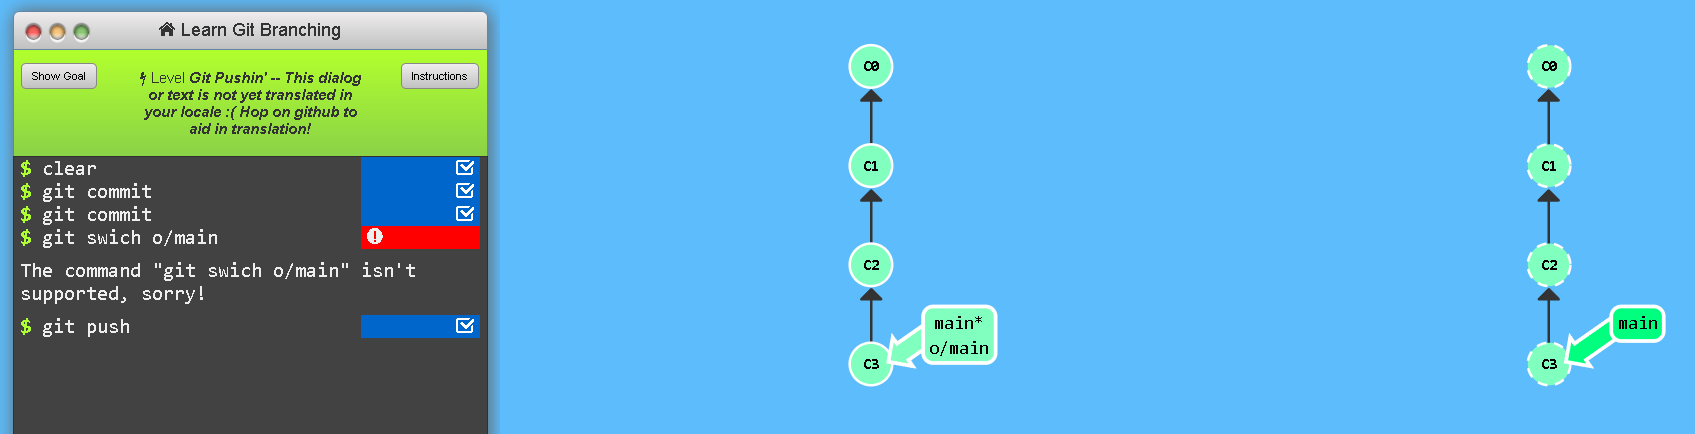 Learn Git Branching
Show Goal
Level Git Pushin' -- This dialog
or text is not yet translated in
your locale :( Hop on github to
aid in translation!
Instructions
$ clear
$ git commit
$ git commit
$ git swich o/main
The command "git swich o/main" isn't
supported, sorry!
$ git push
C0
C1
C2
C3
main*
o/main
C0
C1
C2
C3
main